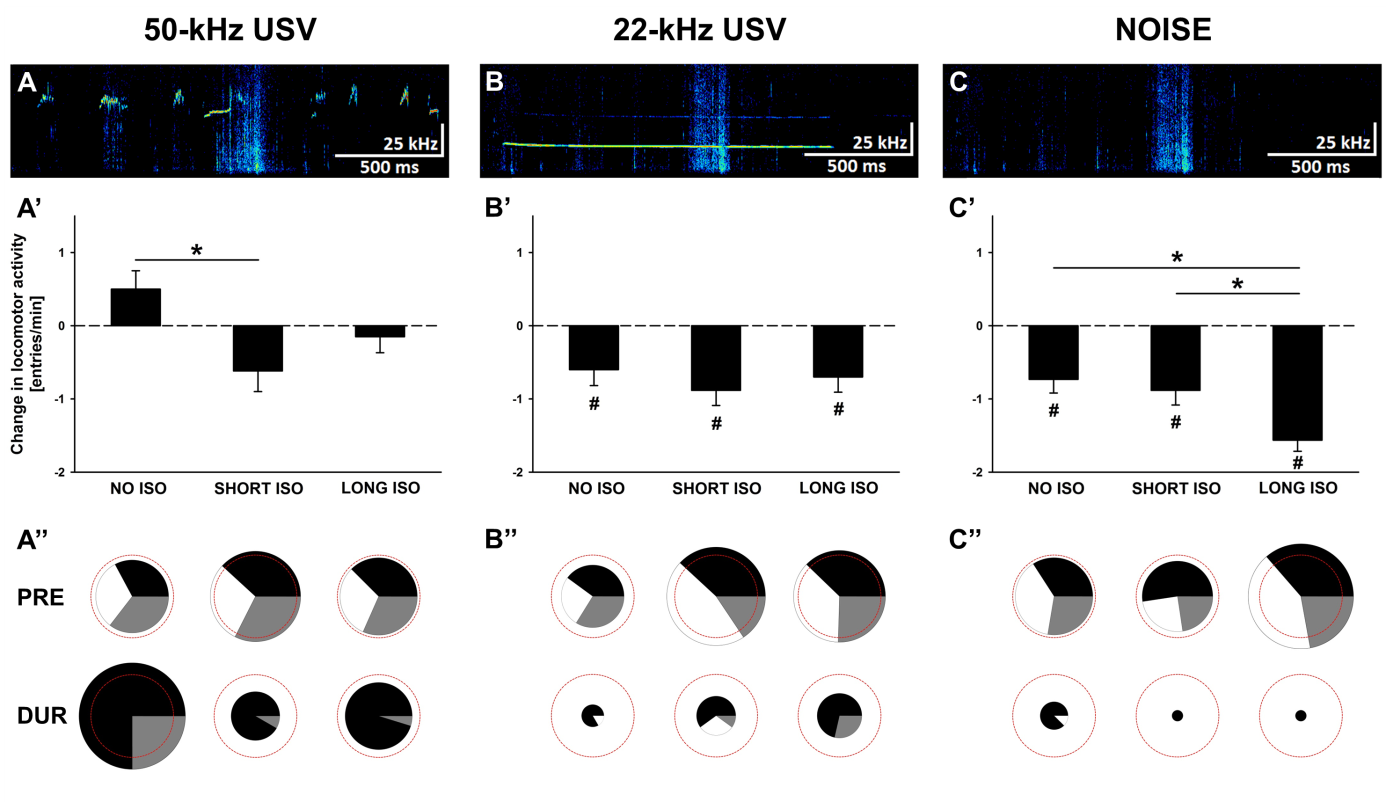 50-kHz USV
22-kHz USV
NOISE
A
25 kHz
500 ms
B
25 kHz
500 ms
C
25 kHz
500 ms
A’
B’
C’
Change in locomotor activity
[entries/min]
1
0
-1
-2
*
NO ISO
SHORT ISO
LONG ISO
1
0
-1
-2
#
#
#
NO ISO
SHORT ISO
LONG ISO
1
0
-1
-2
*
*
#
#
#
NO ISO
SHORT ISO
LONG ISO
A’’
B’’
C’’
PRE
DUR